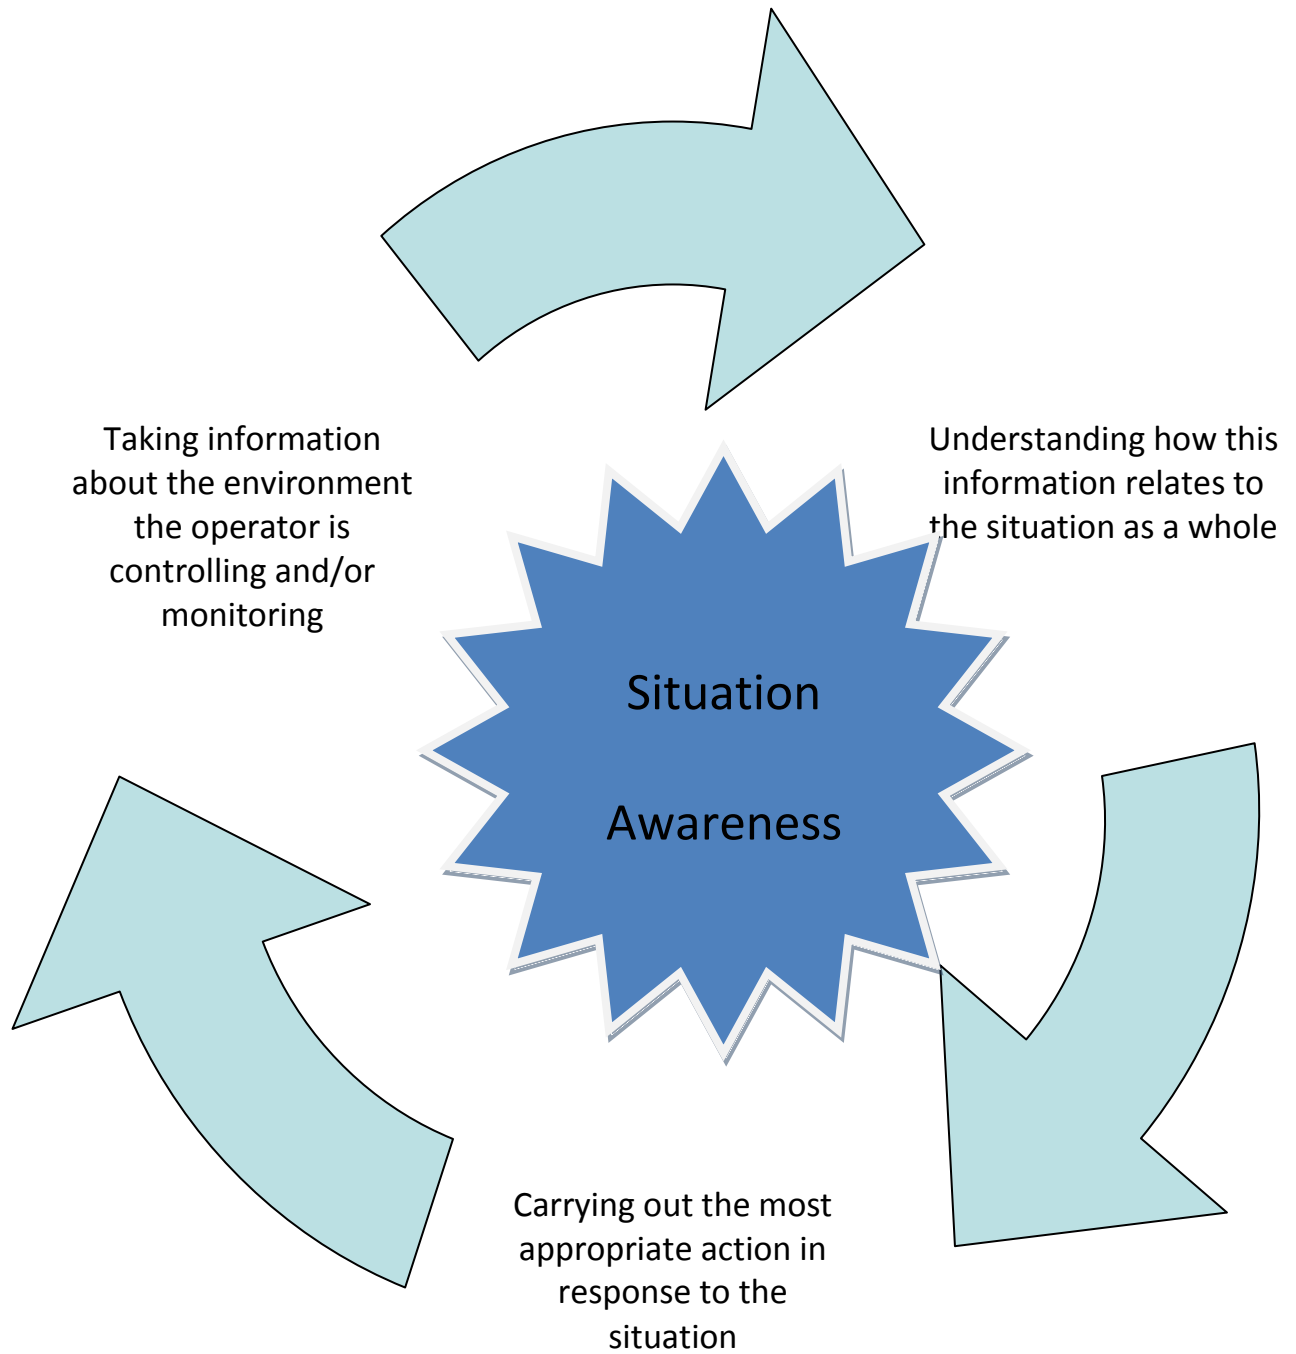 Taking information
about the environment
the operator is
controlling and/or
monitoring
Understanding how this
information relates to
the situation as a whole
Situation
Awareness
Carrying out the most
appropriate action in
response to the
situation